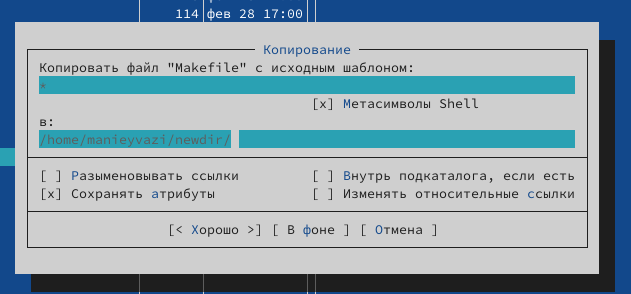 114 фев 28 17:00
Копирование
Копировать файл "Makefile" с исходным шаблоном:
*
[x] Метасимволы Shell
в:
/home/manieyvazi/newdir/
[ ] Разыменовывать ссылки [ ] Внутрь подкаталога, если есть
[x] Сохранять атрибуты [ ] Изменять относительные ссылки
[< Хорошо >] [ В фоне ] [ Отмена ]